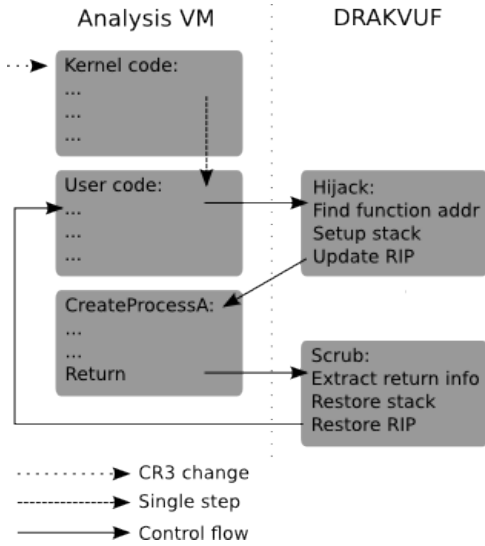 Analysis VM
DRAKVUF
Kernel code:
...
...
...
User code:
...
...
...
Hijack:
Find function addr
Setup stack
Update RIP
CreateProcessA:
...
...
Return
Scrub:
Extract return info
Restore stack
Restore RIP
CR3 change
Single step
Control flow